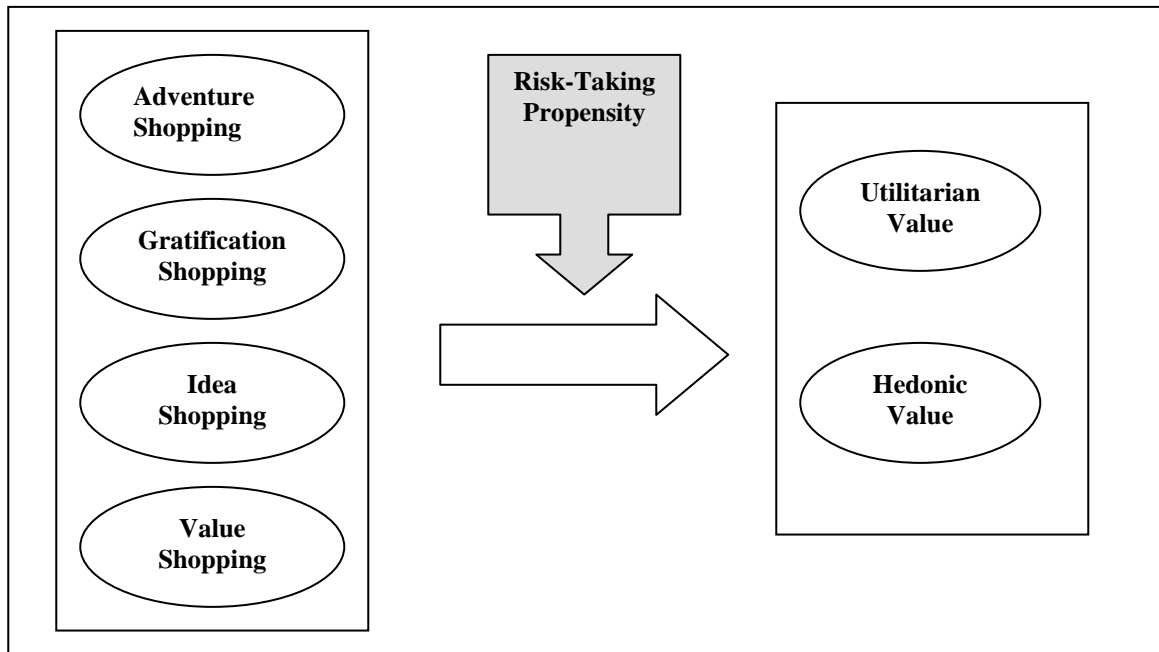 Adventure
Shopping
Gratification
Shopping
Idea
Shopping
Value
Shopping
Risk-Taking
Propensity
Utilitarian
Value
Hedonic
Value